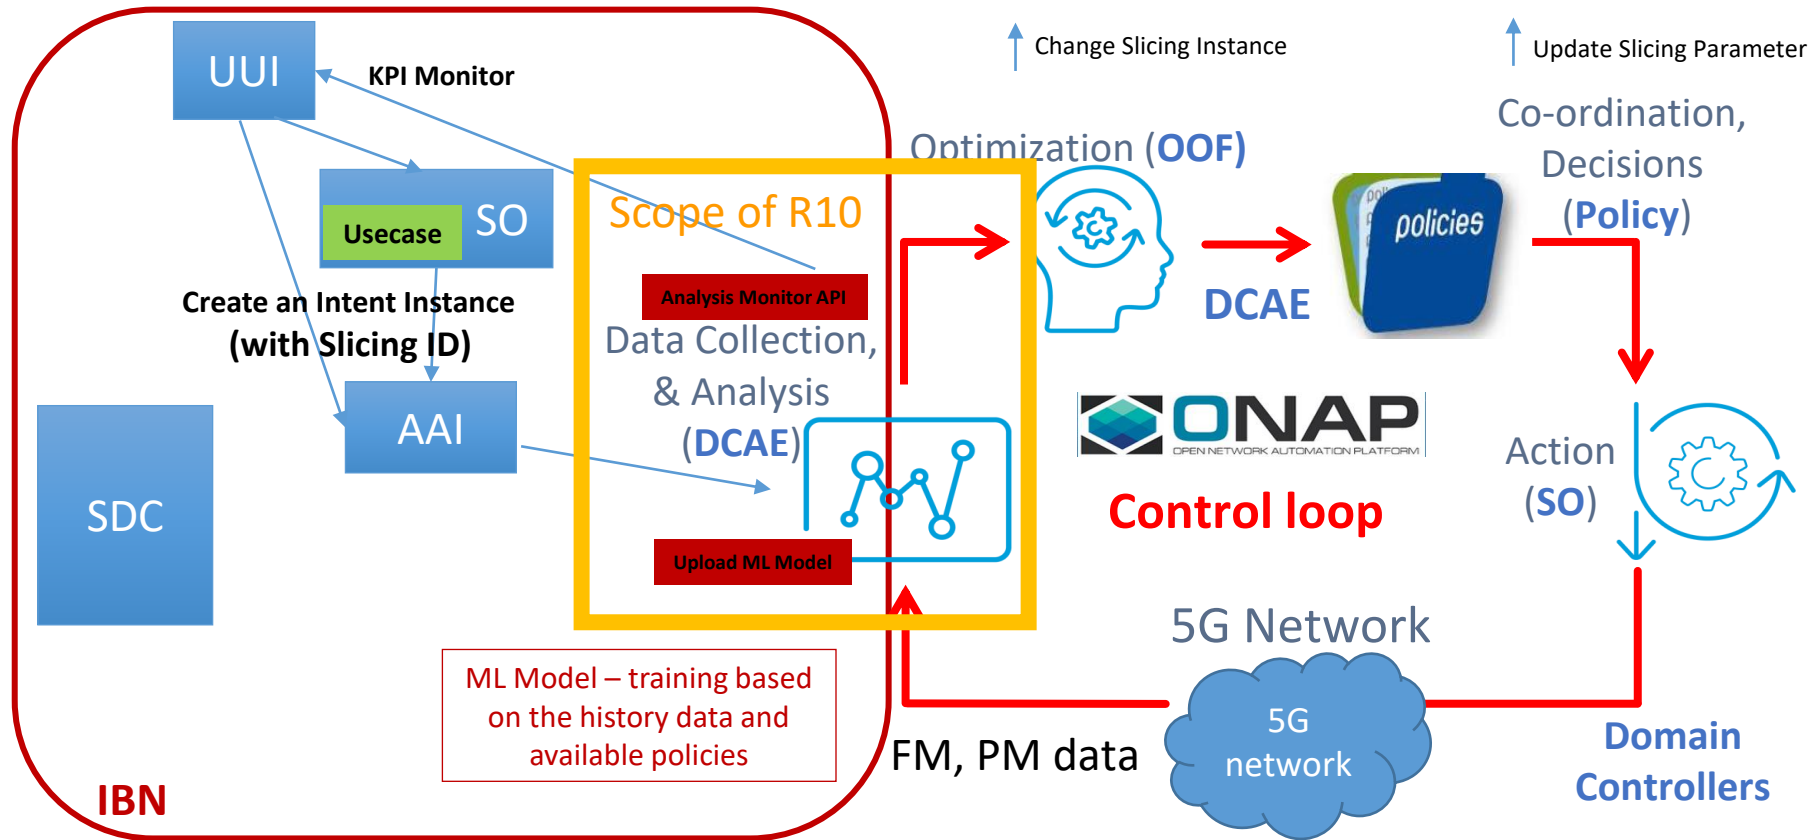 UUI
KPI Monitor
Change Slicing Instance
Update Slicing Parameter
Optimization (OOF)
Co-ordination,
Decisions
(Policy)
Usecase
SO
Scope of R10
policies
Create an Intent Instance
(with Slicing ID)
Analysis Monitor API
Data Collection,
& Analysis
(DCAE)
DCAE
AAI
ONAP
OPEN NETWORK AUTOMATION PLATFORM
Control loop
Action
(SO)
SDC
Upload ML Model
5G Network
5G
network
ML Model – training based
on the history data and
available policies
FM, PM data
Domain
Controllers
IBN